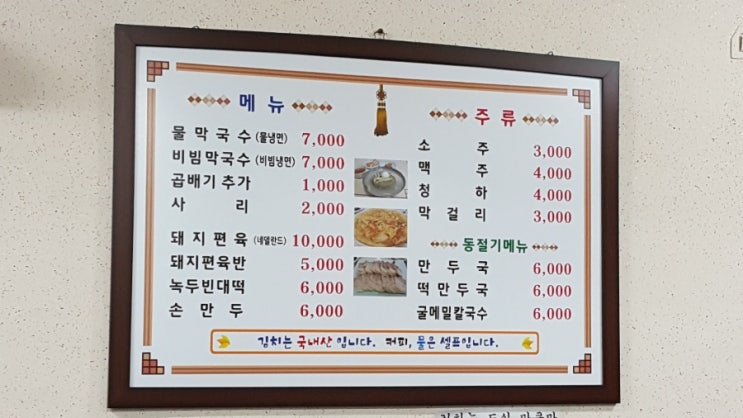 메뉴
물막국수 (물냉면) 7,000
비빔막국수 (비빔냉면) 7,000
곱배기 추가 1,000
사리 2,000
돼지편육 (네덜란드) 10,000
돼지편육반 5,000
녹두빈대떡 6,000
손만두 6,000
주류
소주 3,000
맥주 4,000
청하 4,000
막걸리 3,000
동절기메뉴
만두국 6,000
떡만두국 6,000
굴메밀칼국수 6,000
김치는 국내산 입니다. 커피, 물은 셀프입니다.